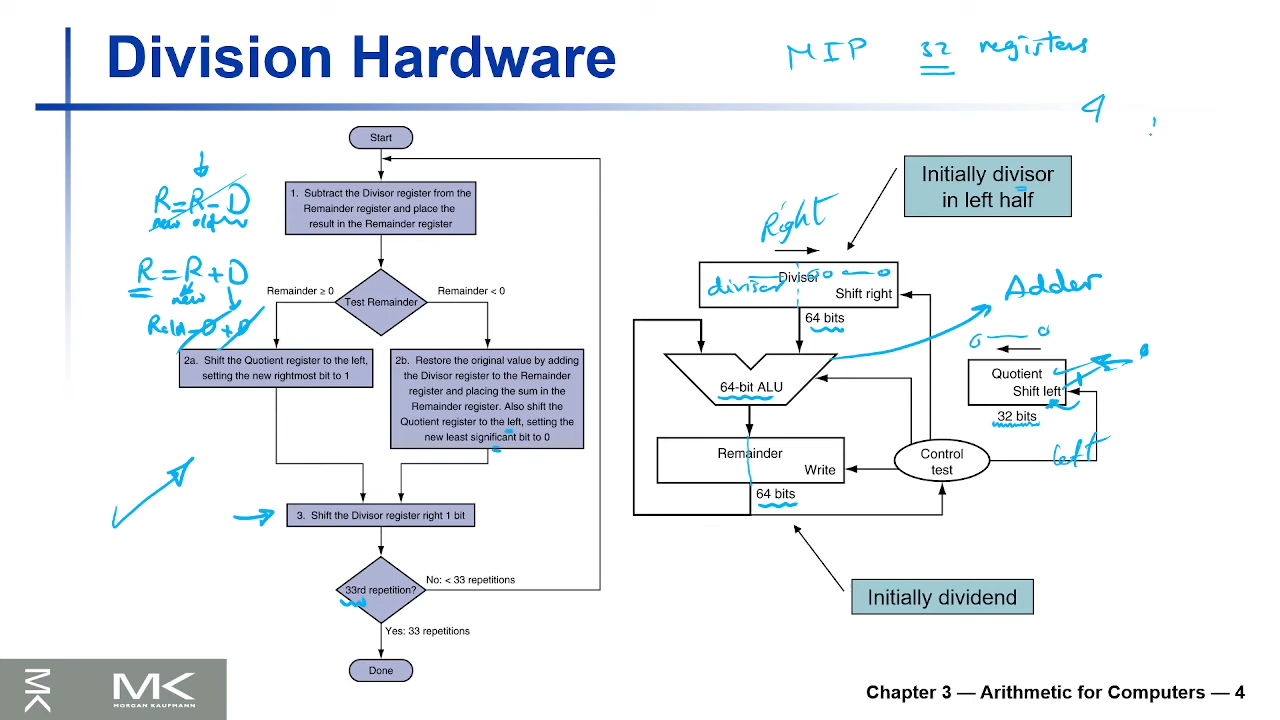 Division Hardware
MIP 32 registers
4
Start
1. Subtract the Divisor register from the
Remainder register and place the
result in the Remainder register
R=R-D
new old
R=R+D
new
Remainder ≥ 0
Remainder < 0
Test Remainder
2a. Shift the Quotient register to the left,
setting the new rightmost bit to 1
2b. Restore the original value by adding
the Divisor register to the Remainder
register and placing the sum in the
Remainder register. Also shift the
Quotient register to the left, setting the
new least significant bit to 0
3. Shift the Divisor register right 1 bit
33rd repetition?
No: < 33 repetitions
Yes: 33 repetitions
Done
Initially divisor
in left half
Right
Divisor
divisor 00—0
Shift right
64 bits
Adder
0—0
64-bit ALU
Quotient
Shift left
32 bits
left
Remainder
Write
64 bits
Control
test
Initially dividend
MK
MK
MORGAN KAUFMANN
Chapter 3 — Arithmetic for Computers — 4